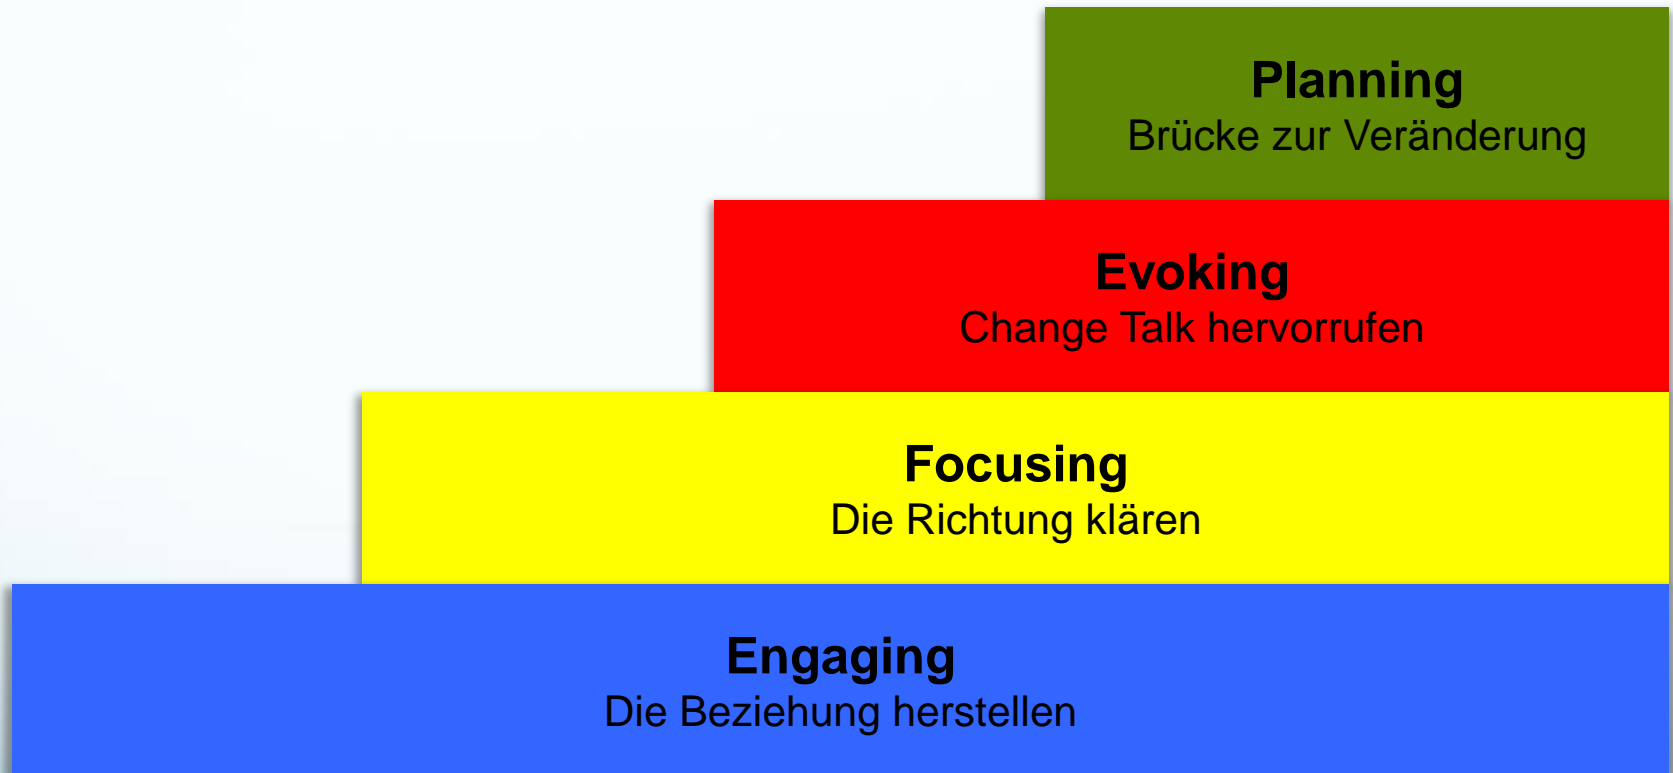 Planning
Brücke zur Veränderung
Evoking
Change Talk hervorrufen
Focusing
Die Richtung klären
Engaging
Die Beziehung herstellen